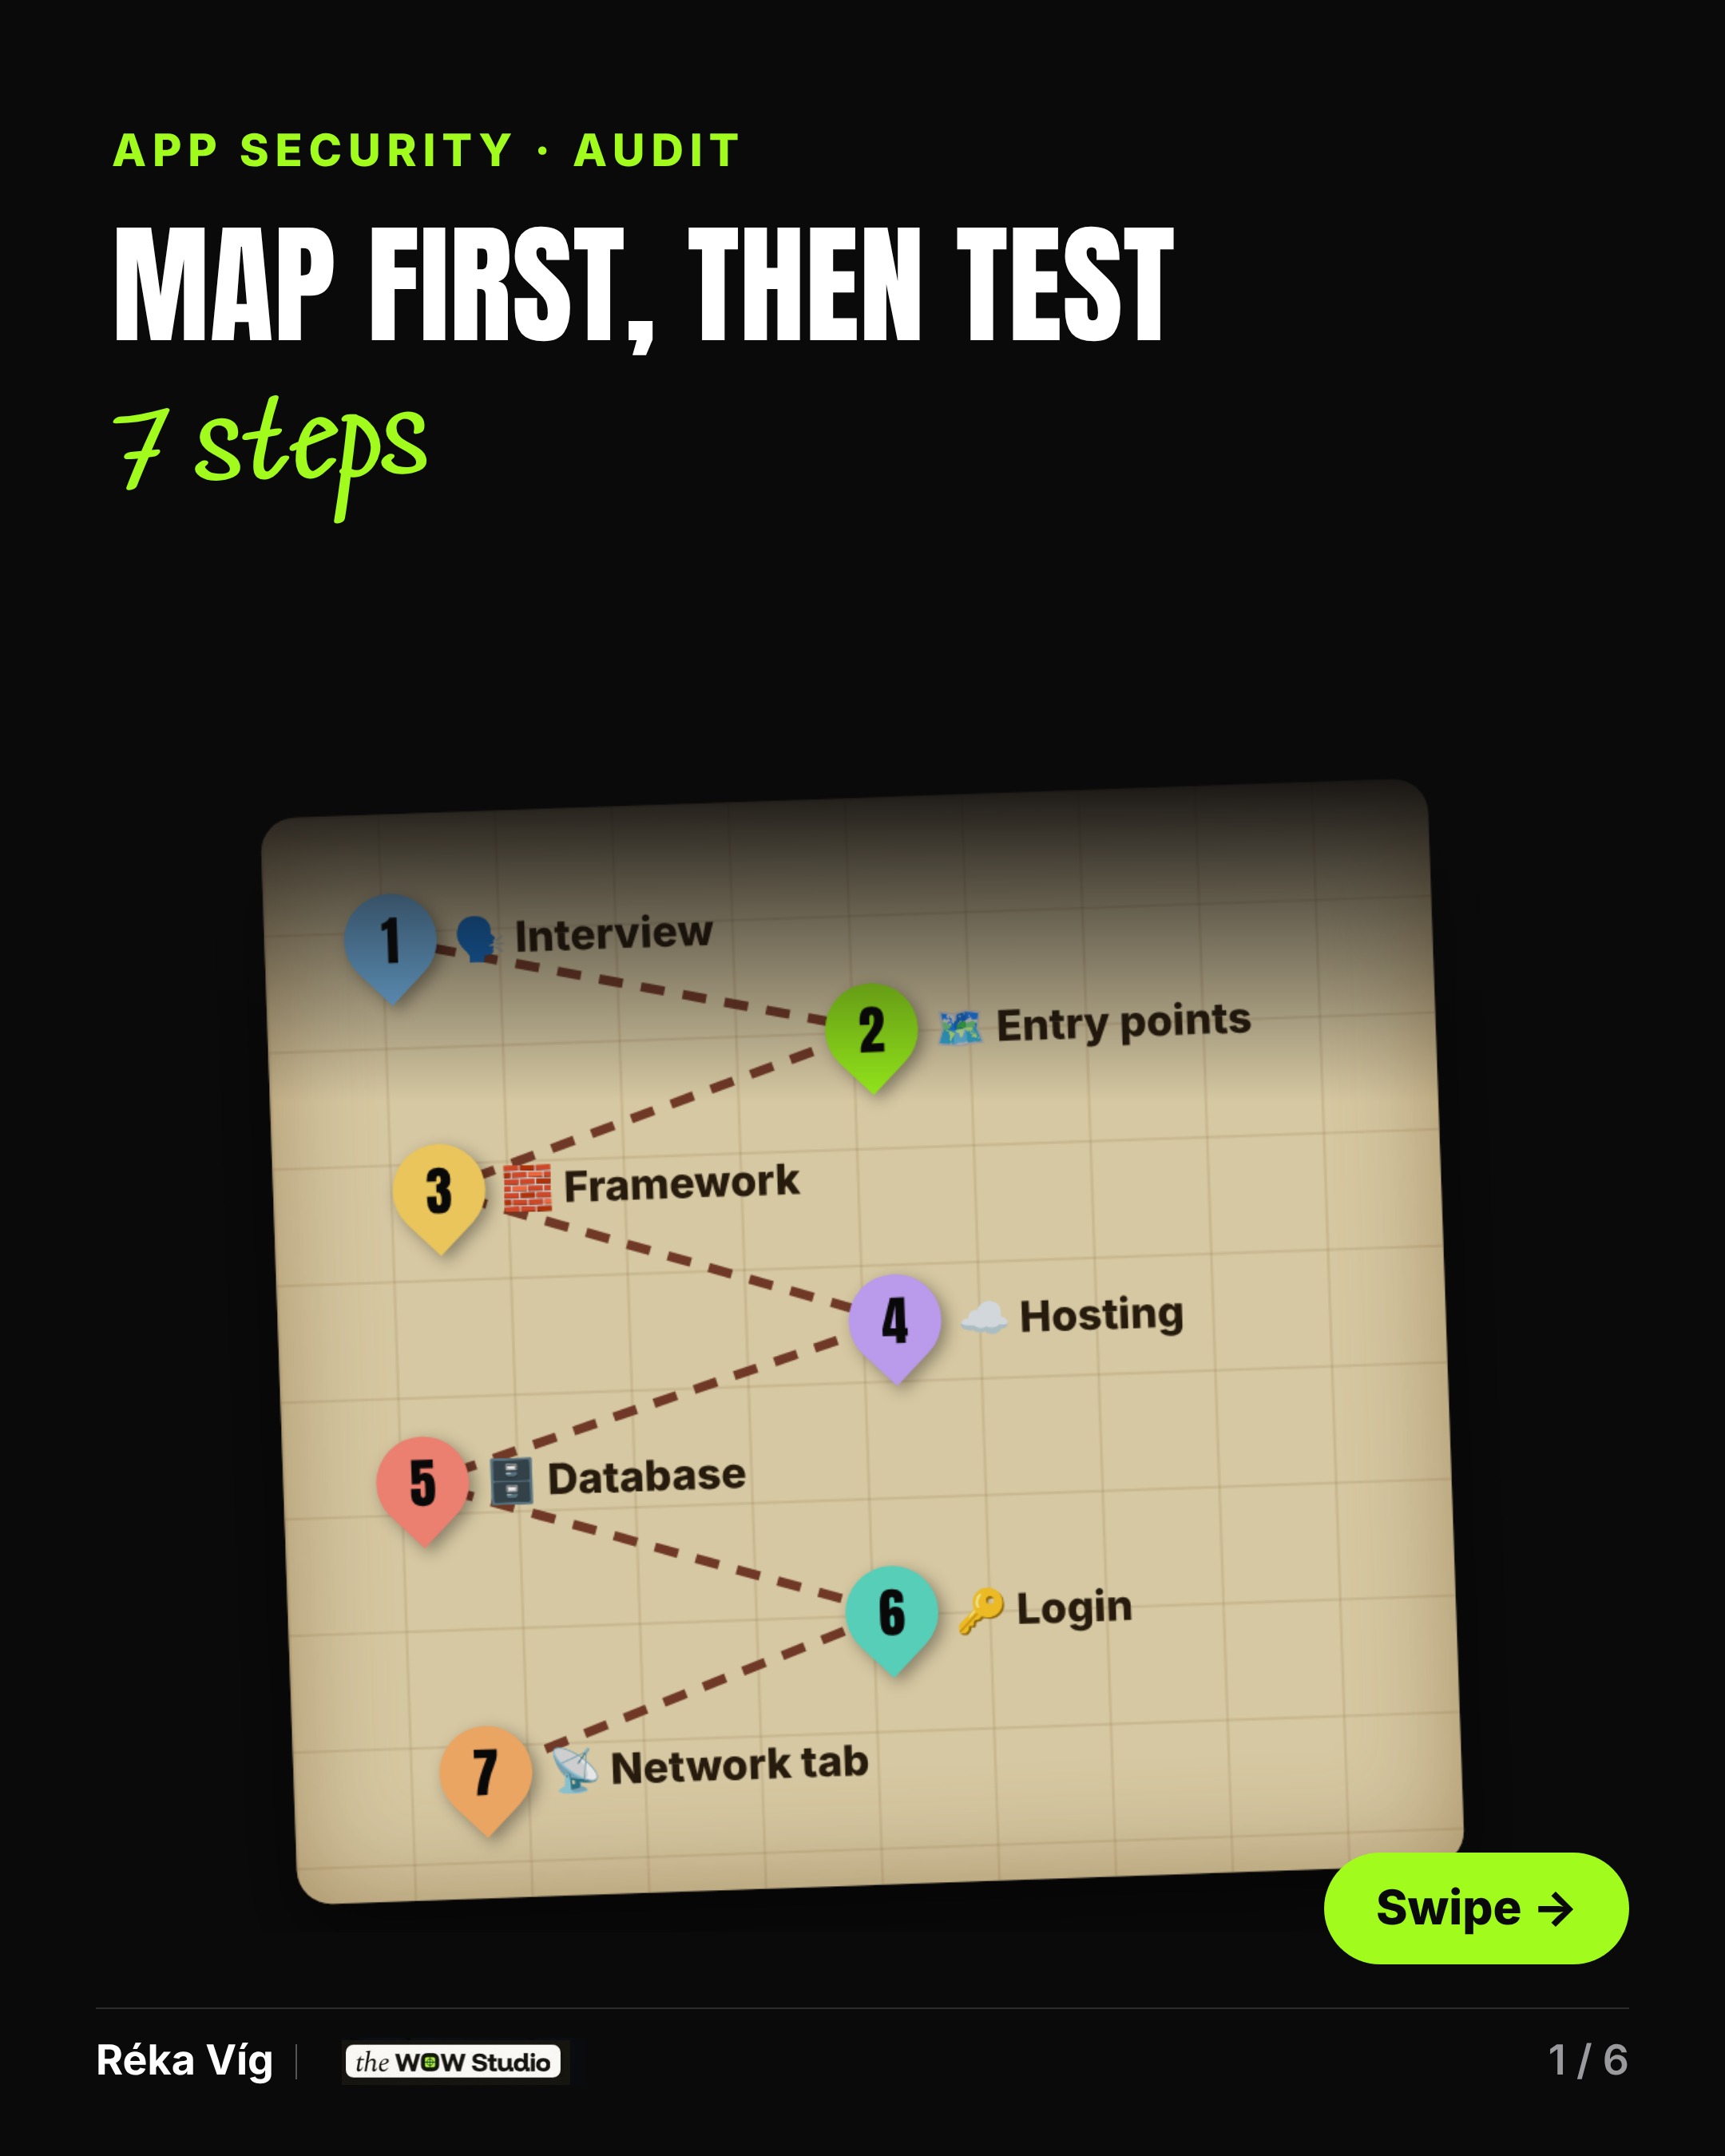 APP SECURITY · AUDIT
MAP FIRST, THEN TEST
7 steps
1 Interview
2 Entry points
3 Framework
4 Hosting
5 Database
6 Login
7 Network tab
Swipe →
Réka Víg
the WOW Studio
1 / 6